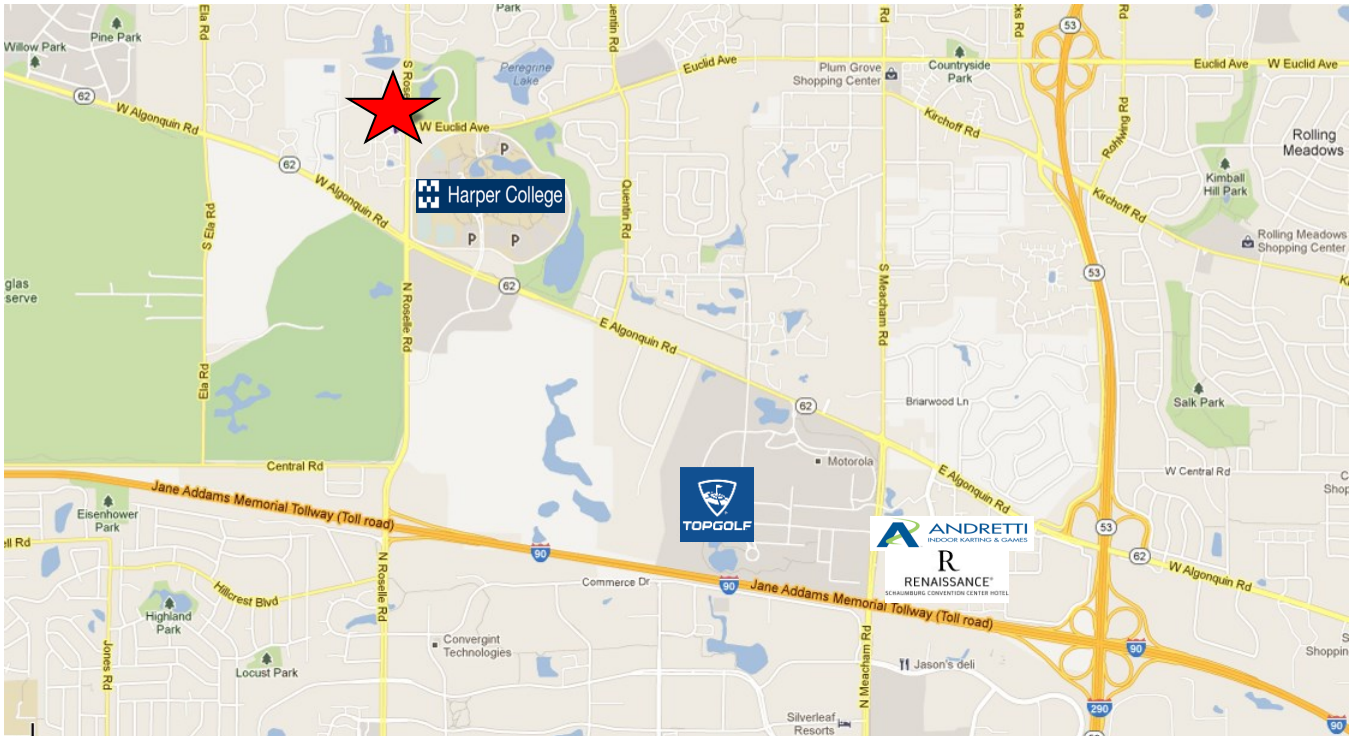 Ela Rd
Pine Park
Willow Park
62
W Algonquin Rd
S Rose
Peregrine
Lake
Quentin Rd
Euclid Ave
Plum Grove
Shopping Center
Rd
Countryside
Park
cks Rd
53
Rd
Euclid Ave
W Euclid Ave
W Euclid Ave
P
Kirchoff Rd
Rohlwing Rd
Rolling
Meadows
62
W Algonquin Rd
Harper College
Quentin Rd
Kimball
Hill Park
Kirchoff Rd
S Ela Rd
P
P
Rolling Meadows
Shopping Center
glas
serve
62
N Roselle Rd
E Algonquin Rd
S Meacham Rd
53
Ela Rd
62
Briarwood Ln
Salk Park
Central Rd
Motorola
E Algonquin Rd
W Central Rd
Jane Addams Memorial Tollway (Toll road)
Eisenhower
Park
TOPGOLF
ANDRETTI
INDOOR KARTING & GAMES
53
ell Rd
90
62
R
RENAISSANCE
SCHAUMBURG CONVENTION CENTER HOTEL
W Algonquin Rd
Commerce Dr
90
Jane Addams Memorial Tollway (Toll road)
Hillcrest Blvd
N Roselle Rd
Highland
Park
Convergint
Technologies
N Meacham Rd
90
Shoppin
Jones Rd
Locust Park
Jason's deli
290
Silverleaf
Resorts
90